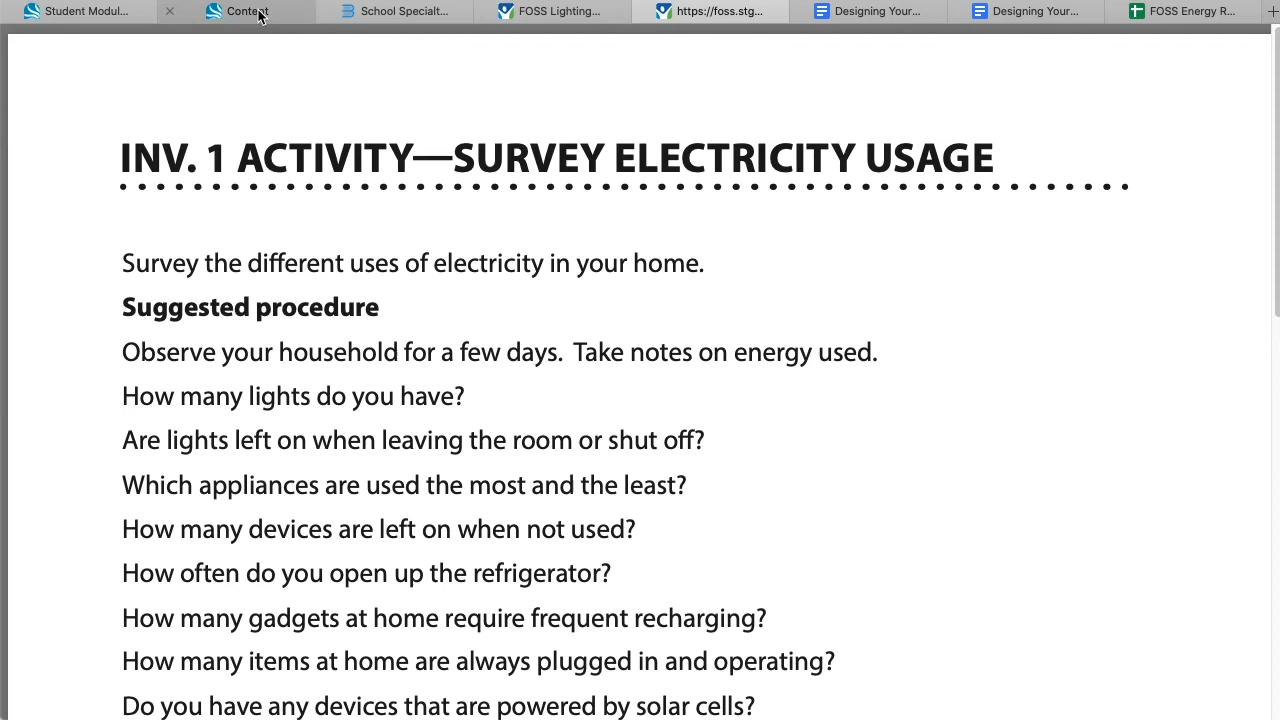 Student Modul...
Content
School Specialt...
FOSS Lighting...
https://foss.stg...
Designing Your...
Designing Your...
FOSS Energy R...
INV. 1 ACTIVITY—SURVEY ELECTRICITY USAGE
Survey the different uses of electricity in your home.
Suggested procedure
Observe your household for a few days.  Take notes on energy used.
How many lights do you have?
Are lights left on when leaving the room or shut off?
Which appliances are used the most and the least?
How many devices are left on when not used?
How often do you open up the refrigerator?
How many gadgets at home require frequent recharging?
How many items at home are always plugged in and operating?
Do you have any devices that are powered by solar cells?